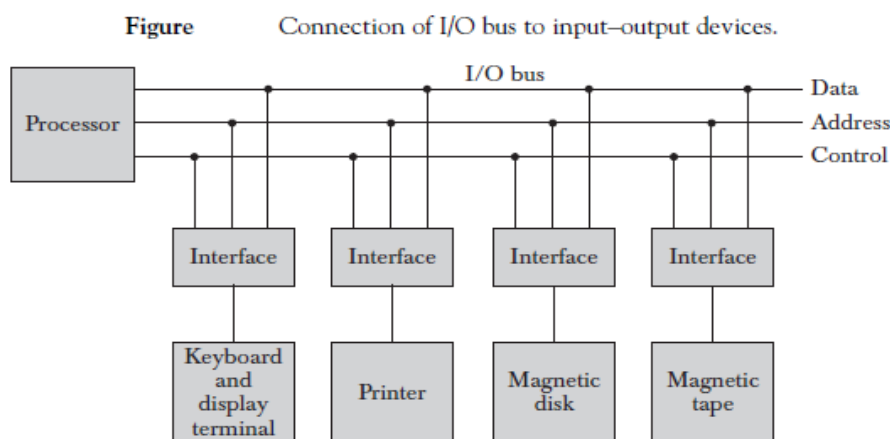 Figure Connection of I/O bus to input–output devices.
I/O bus
Processor
Data
Address
Control
Interface
Interface
Interface
Interface
Keyboard
and
display
terminal
Printer
Magnetic
disk
Magnetic
tape